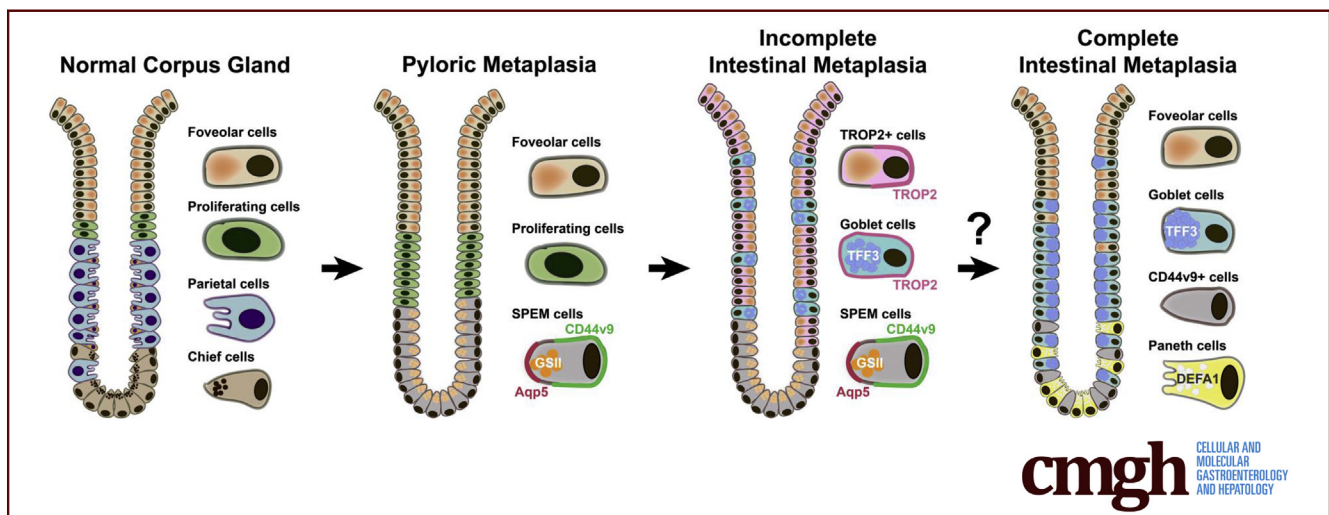 Normal Corpus Gland
Foveolar cells
Proliferating cells
Parietal cells
Chief cells
Pyloric Metaplasia
Foveolar cells
Proliferating cells
SPEM cells
CD44v9
GSII
Aqp5
Incomplete
Intestinal Metaplasia
TROP2+ cells
TROP2
Goblet cells
TFF3
TROP2
SPEM cells
CD44v9
GSII
Aqp5
?
Complete
Intestinal Metaplasia
Foveolar cells
Goblet cells
TFF3
CD44v9+ cells
Paneth cells
DEFA1
cmgh
CELLULAR AND
MOLECULAR
GASTROENTEROLOGY
AND HEPATOLOGY